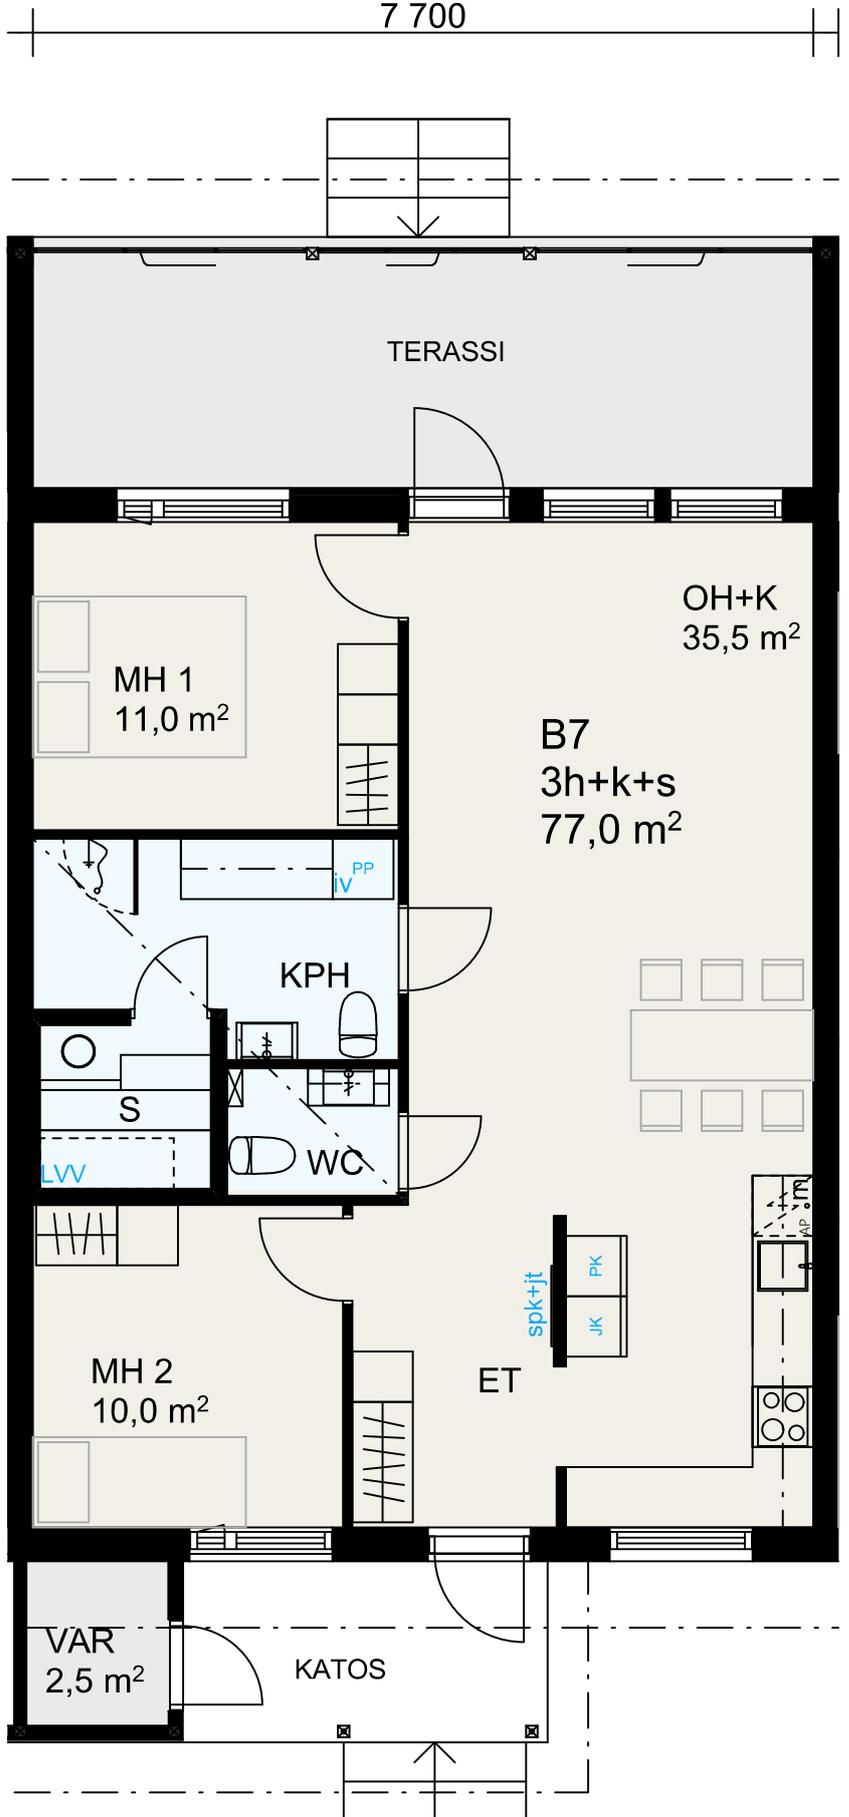 7 700
TERASSI
OH+K
35,5 m²
MH 1
11,0 m²
B7
3h+k+s
77,0 m²
PP
iv
KPH
S
WC
LVV
m.
AP
PK
spk+jt
JK
MH 2
10,0 m²
ET
VAR
2,5 m²
KATOS